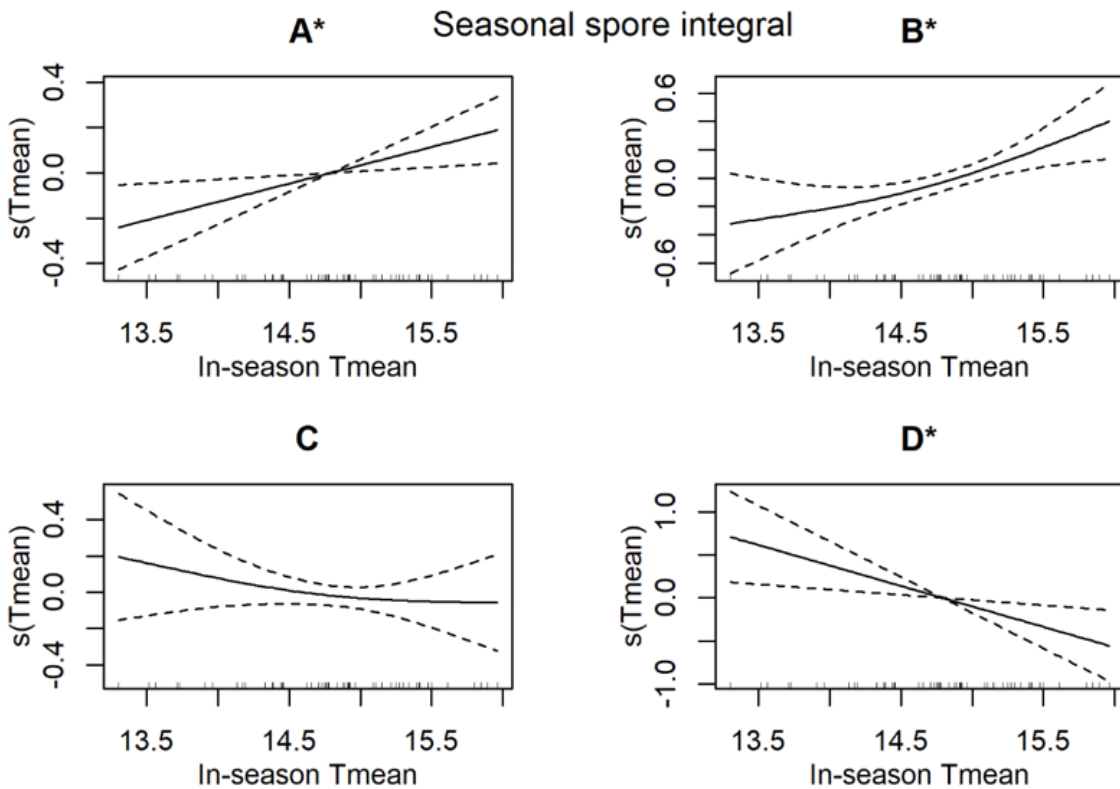 Seasonal spore integral
A*
B*
s(Tmean)
-0.4 0.0 0.4
13.5 14.5 15.5
In-season Tmean
s(Tmean)
-0.6 0.6
13.5 14.5 15.5
In-season Tmean
C
D*
s(Tmean)
-0.4 0.0 0.4
13.5 14.5 15.5
In-season Tmean
s(Tmean)
-1.0 0.0 1.0
13.5 14.5 15.5
In-season Tmean